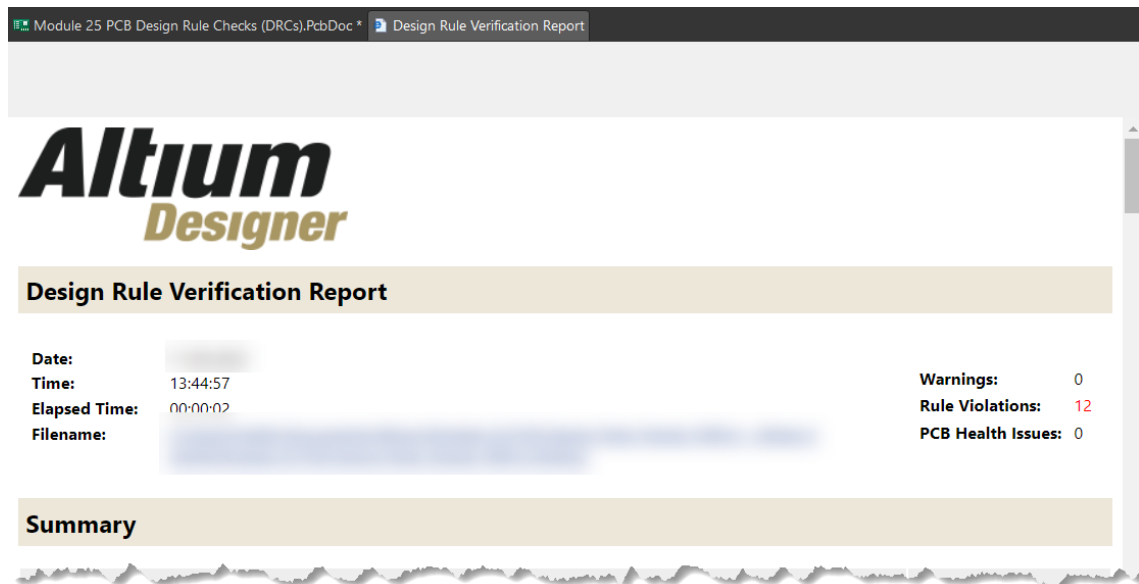 Module 25 PCB Design Rule Checks (DRCs).PcbDoc * Design Rule Verification Report
Altium
Designer
Design Rule Verification Report
Date:
Time: 13:44:57
Elapsed Time: 00:00:02
Filename:
Warnings: 0
Rule Violations: 12
PCB Health Issues: 0
Summary